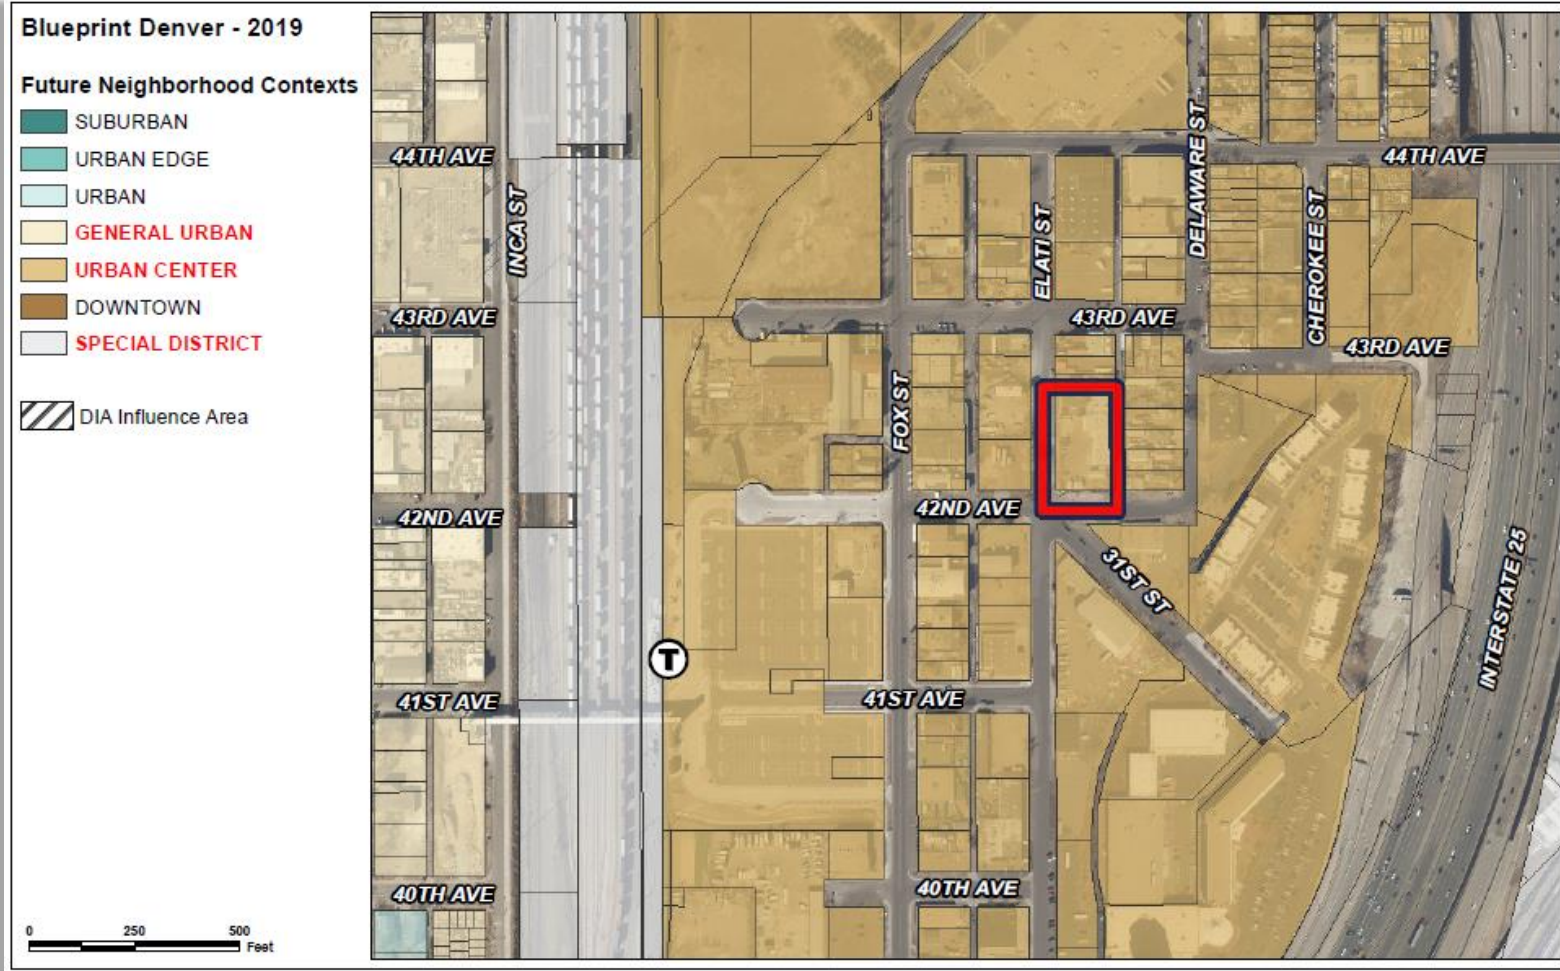 Blueprint Denver - 2019
Future Neighborhood Contexts
SUBURBAN
URBAN EDGE
URBAN
GENERAL URBAN
URBAN CENTER
DOWNTOWN
SPECIAL DISTRICT
DIA Influence Area
0 250 500
Feet
44TH AVE
44TH AVE
INCA ST
DELAWARE ST
ELATI ST
CHEROKEE ST
43RD AVE
43RD AVE
43RD AVE
FOX ST
42ND AVE
42ND AVE
31ST ST
INTERSTATE 25
T
41ST AVE
41ST AVE
40TH AVE
40TH AVE